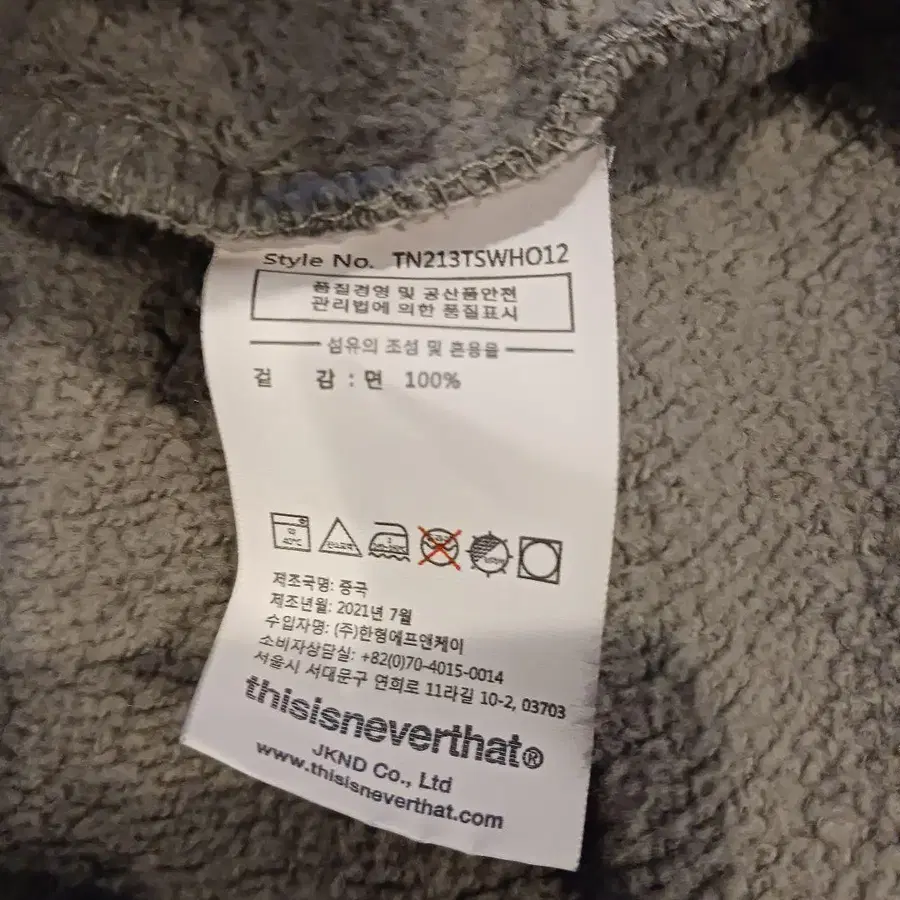 Style No. TN213TSWHO12
품질경영 및 공산품안전
관리법에 의한 품질표시
섬유의 조성 및 혼용율
겉 감 : 면 100%
약
40℃
제조국명: 중국
제조년월: 2021년 7월
수입자명: (주)한형에프앤케이
소비자상담실: +82(0)70-4015-0014
서울시 서대문구 연희로 11라길 10-2, 03703
thisisneverthat®
JKND Co., Ltd
www.thisisneverthat.com